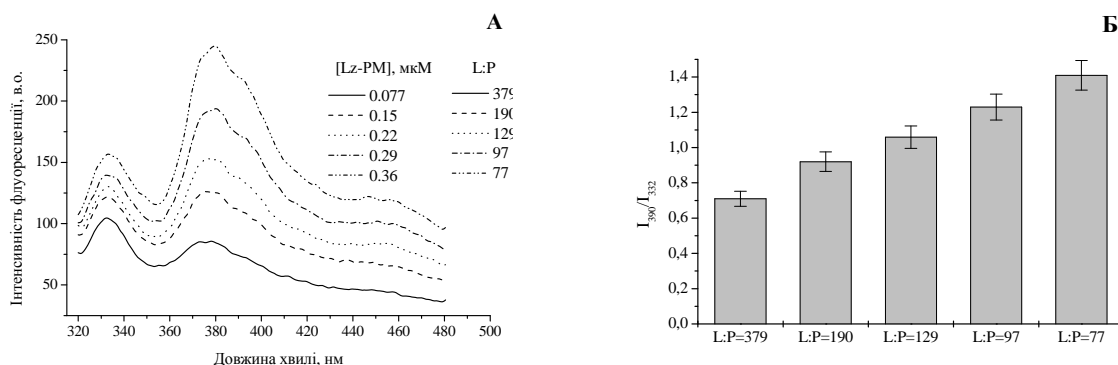 А
Інтенсивність флуоресценції, в.о.
250
200
150
100
50
[Lz-PM], мкМ L:P
0.077 379
0.15 190
0.22 129
0.29 97
0.36 77
320 340 360 380 400 420 440 460 480 500
Довжина хвилі, нм
Б
I390/I332
1,4
1,2
1,0
0,8
0,6
0,4
0,2
0,0
L:P=379 L:P=190 L:P=129 L:P=97 L:P=77